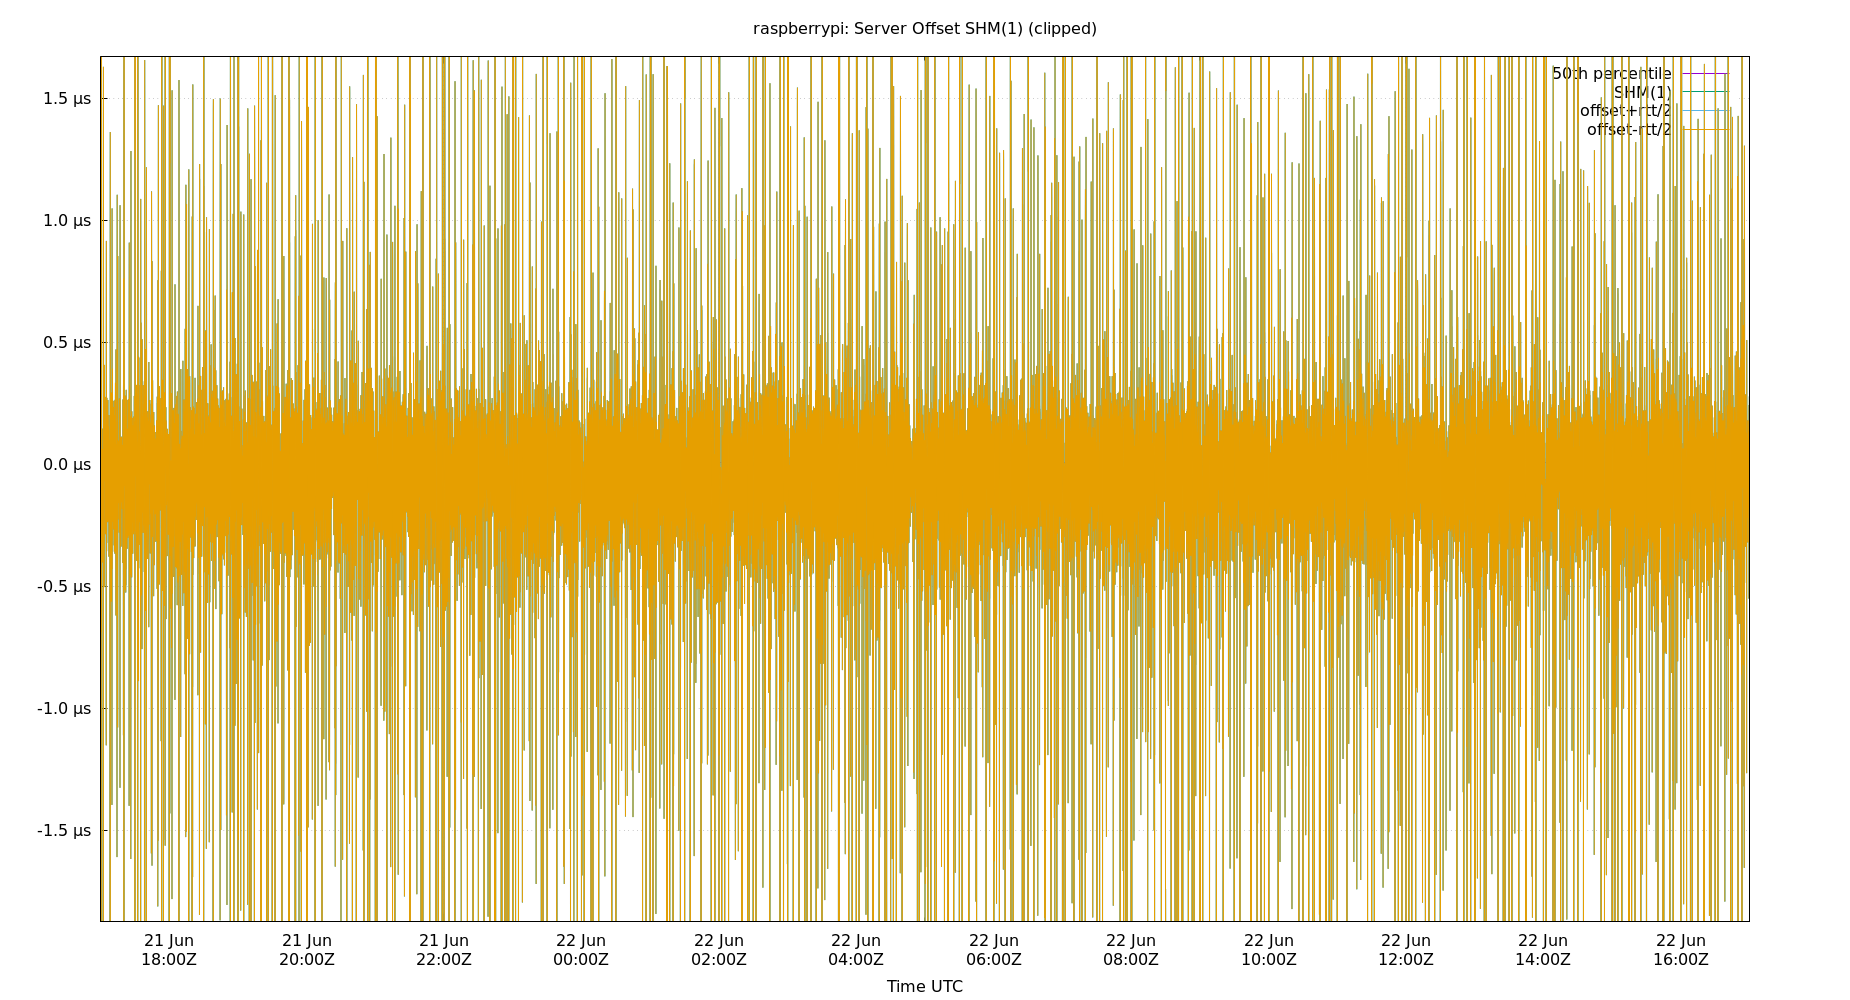 raspberrypi: Server Offset SHM(1) (clipped)
50th percentile
SHM(1)
offset+rtt/2
offset-rtt/2
1.5 µs
1.0 µs
0.5 µs
0.0 µs
-0.5 µs
-1.0 µs
-1.5 µs
21 Jun 21 Jun 21 Jun 22 Jun 22 Jun 22 Jun 22 Jun 22 Jun 22 Jun 22 Jun 22 Jun 22 Jun
18:00Z 20:00Z 22:00Z 00:00Z 02:00Z 04:00Z 06:00Z 08:00Z 10:00Z 12:00Z 14:00Z 16:00Z
Time UTC